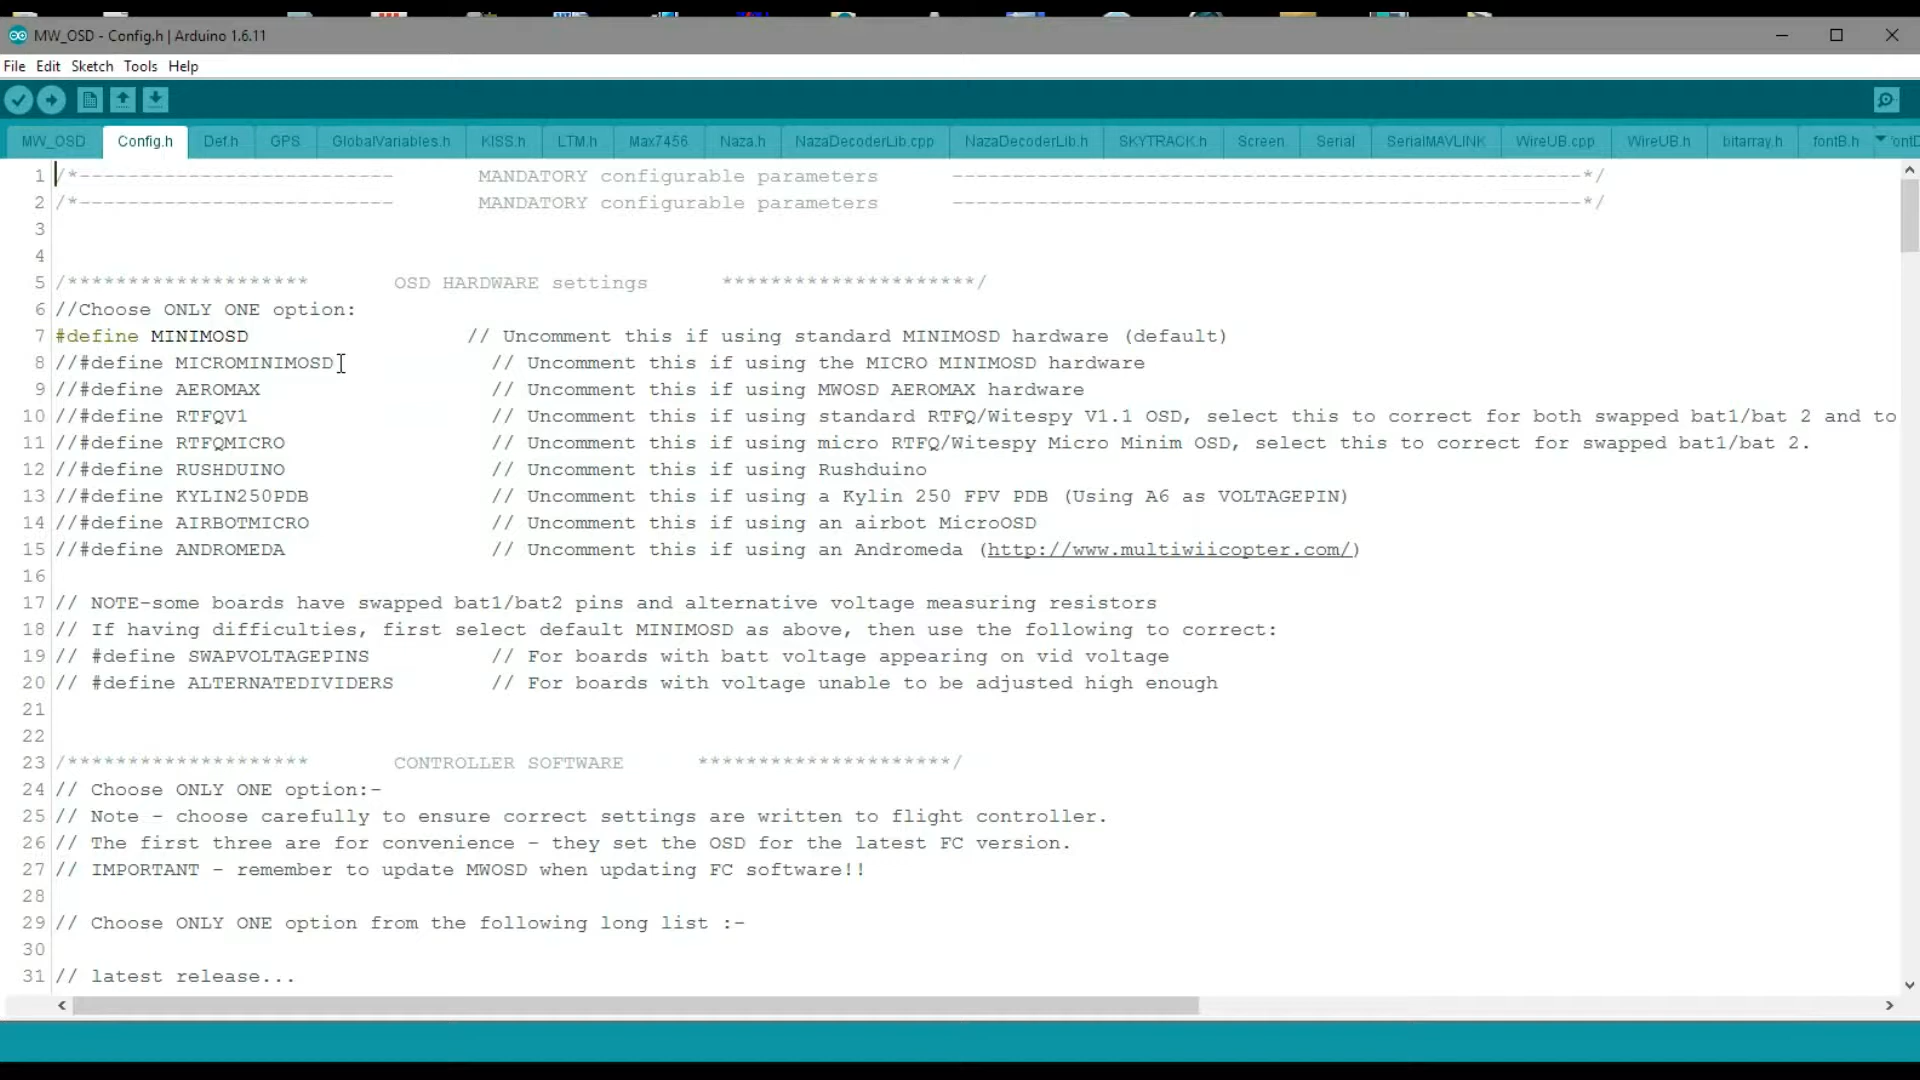 MW_OSD - Config.h | Arduino 1.6.11
File Edit Sketch Tools Help
MW_OSD Config.h Def.h GPS GlobalVariables.h KISS.h LTM.h Max7456 Naza.h NazaDecoderLib.cpp NazaDecoderLib.h SKYTRACK.h Screen Serial SerialMAVLINK WireUB.cpp WireUB.h bitarray.h fontB.h
1 /*-------------------------- MANDATORY configurable parameters ----------------------------------------------------*/
2 /*-------------------------- MANDATORY configurable parameters ----------------------------------------------------*/
3
4
5 /******************** OSD HARDWARE settings *********************/
6 //Choose ONLY ONE option:
7 #define MINIMOSD // Uncomment this if using standard MINIMOSD hardware (default)
8 //#define MICROMINIMOSD // Uncomment this if using the MICRO MINIMOSD hardware
9 //#define AEROMAX // Uncomment this if using MWOSD AEROMAX hardware
10 //#define RTFQV1 // Uncomment this if using standard RTFQ/Witespy V1.1 OSD, select this to correct for both swapped bat1/bat 2 and to
11 //#define RTFQMICRO // Uncomment this if using micro RTFQ/Witespy Micro Minim OSD, select this to correct for swapped bat1/bat 2.
12 //#define RUSHDUINO // Uncomment this if using Rushduino
13 //#define KYLIN250PDB // Uncomment this if using a Kylin 250 FPV PDB (Using A6 as VOLTAGEPIN)
14 //#define AIRBOTMICRO // Uncomment this if using an airbot MicroOSD
15 //#define ANDROMEDA // Uncomment this if using an Andromeda (http://www.multiwiicopter.com/)
16
17 // NOTE-some boards have swapped bat1/bat2 pins and alternative voltage measuring resistors
18 // If having difficulties, first select default MINIMOSD as above, then use the following to correct:
19 // #define SWAPVOLTAGEPINS // For boards with batt voltage appearing on vid voltage
20 // #define ALTERNATEDIVIDERS // For boards with voltage unable to be adjusted high enough
21
22
23 /******************** CONTROLLER SOFTWARE *********************/
24 // Choose ONLY ONE option:-
25 // Note - choose carefully to ensure correct settings are written to flight controller.
26 // The first three are for convenience - they set the OSD for the latest FC version.
27 // IMPORTANT - remember to update MWOSD when updating FC software!!
28
29 // Choose ONLY ONE option from the following long list :-
30
31 // latest release...